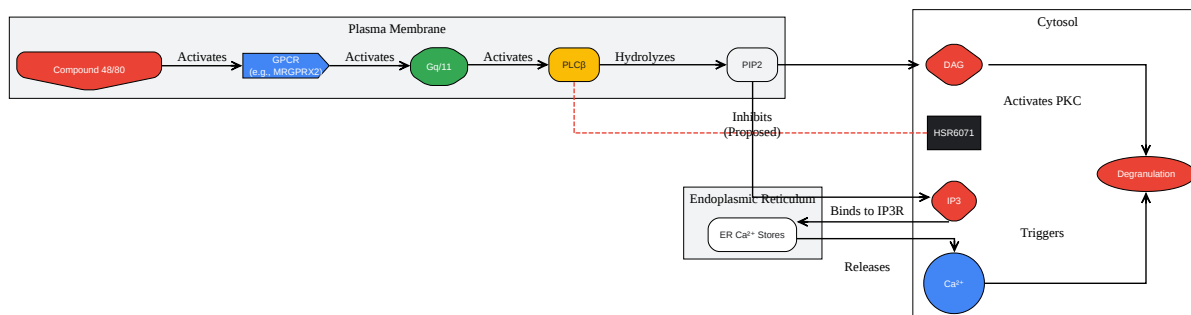 Plasma Membrane
Cytosol
Compound 48/80
Activates
GPCR
(e.g., MRGPRX2)
Activates
Gq/11
Activates
PLCβ
Hydrolyzes
PIP2
DAG
Activates PKC
Inhibits
(Proposed)
HSR6071
Degranulation
Endoplasmic Reticulum
IP3
Binds to IP3R
ER Ca²⁺ Stores
Triggers
Releases
Ca²⁺